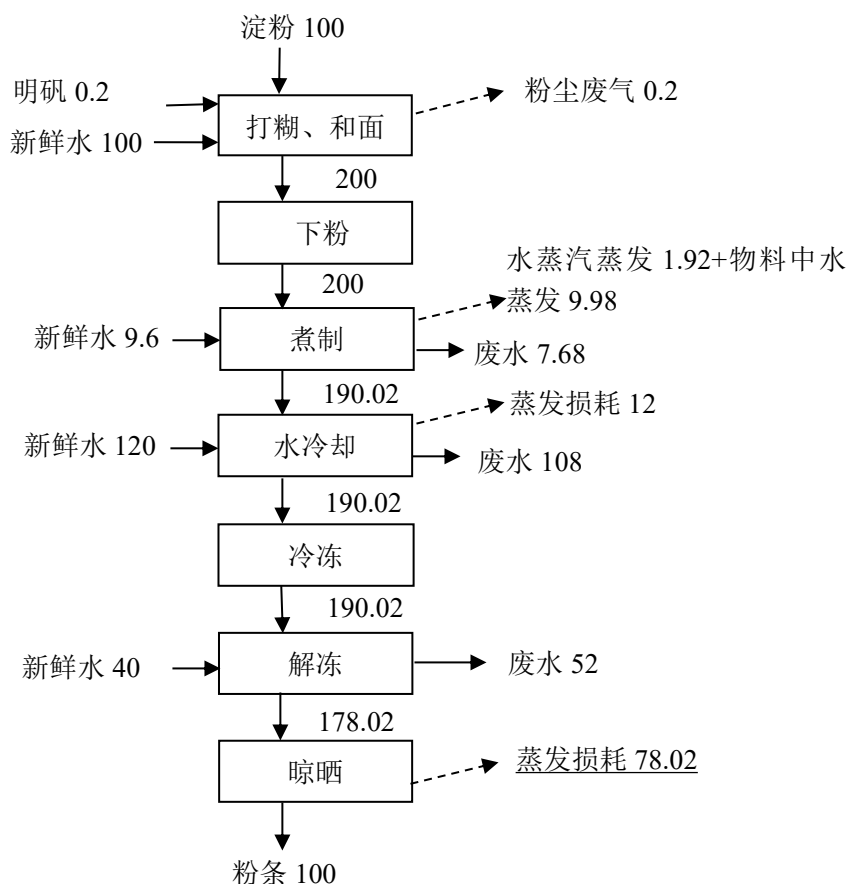 淀粉 100
明矾 0.2
粉尘废气 0.2
打糊、和面
新鲜水 100
200
下粉
水蒸汽蒸发 1.92+物料中水
200
蒸发 9.98
新鲜水 9.6
煮制
废水 7.68
190.02
蒸发损耗 12
新鲜水 120
水冷却
废水 108
190.02
冷冻
190.02
新鲜水 40
解冻
废水 52
178.02
晾晒
蒸发损耗 78.02
粉条 100